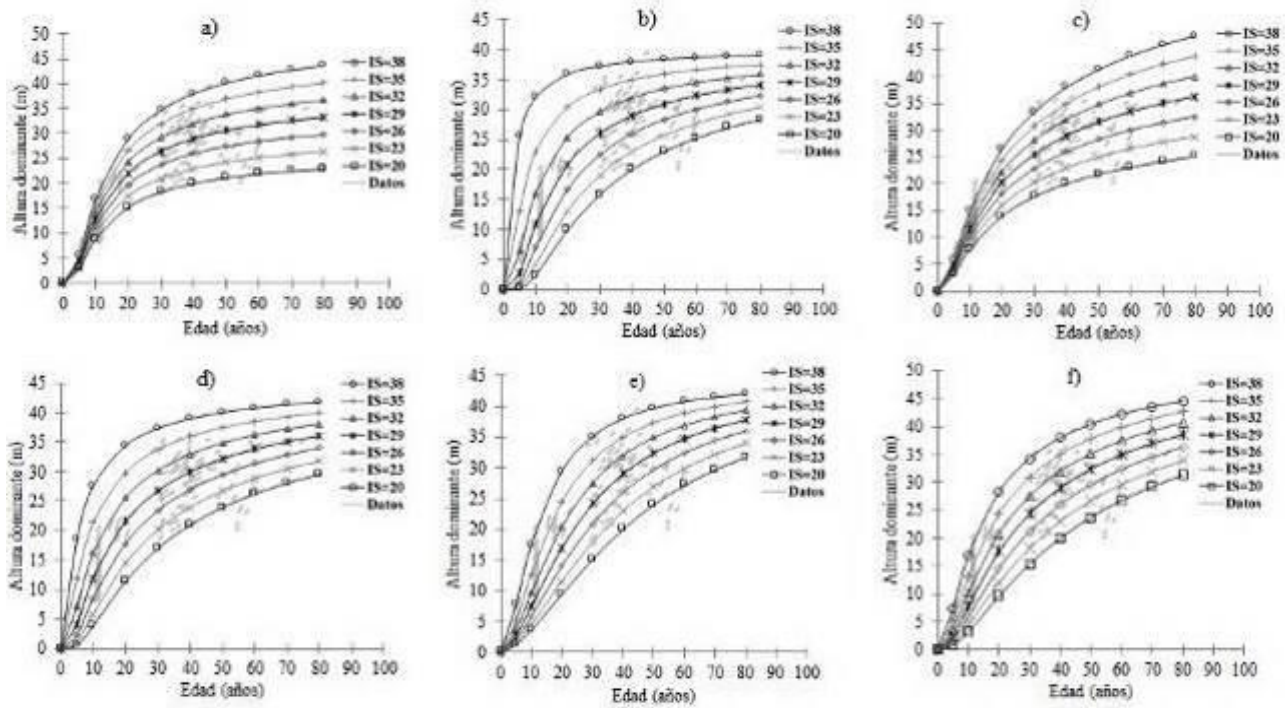 a)
Altura dominante (m)
50
45
40
35
30
25
20
15
10
5
0
0 10 20 30 40 50 60 70 80 90 100
Edad (años)
IS=38
IS=35
IS=32
IS=29
IS=26
IS=23
IS=20
Datos
b)
Altura dominante (m)
45
40
35
30
25
20
15
10
5
0
0 10 20 30 40 50 60 70 80 90 100
Edad (años)
IS=38
IS=35
IS=32
IS=29
IS=26
IS=23
IS=20
Datos
c)
Altura dominante (m)
50
45
40
35
30
25
20
15
10
5
0
0 10 20 30 40 50 60 70 80 90 100
Edad (años)
IS=38
IS=35
IS=32
IS=29
IS=26
IS=23
IS=20
Datos
d)
Altura dominante (m)
45
40
35
30
25
20
15
10
5
0
0 10 20 30 40 50 60 70 80 90 100
Edad (años)
IS=38
IS=35
IS=32
IS=29
IS=26
IS=23
IS=20
Datos
e)
Altura dominante (m)
45
40
35
30
25
20
15
10
5
0
0 10 20 30 40 50 60 70 80 90 100
Edad (años)
IS=38
IS=35
IS=32
IS=29
IS=26
IS=23
IS=20
Datos
f)
Altura dominante (m)
50
45
40
35
30
25
20
15
10
5
0
0 10 20 30 40 50 60 70 80 90 100
Edad (años)
IS=38
IS=35
IS=32
IS=29
IS=26
IS=23
IS=20
Datos